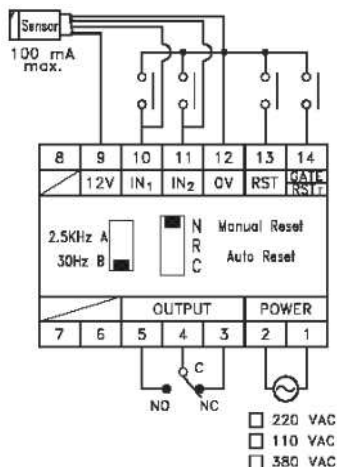 Sensor
100 mA
max.
8 9 10 11 12 13 14
12V IN₁ IN₂ 0V RST GATE
RST_T
N Manual Reset
2.5KHz A
R
30Hz B Auto Reset
C
OUTPUT POWER
7 6 5 4 3 2 1
C
NO NC
220 VAC
110 VAC
380 VAC